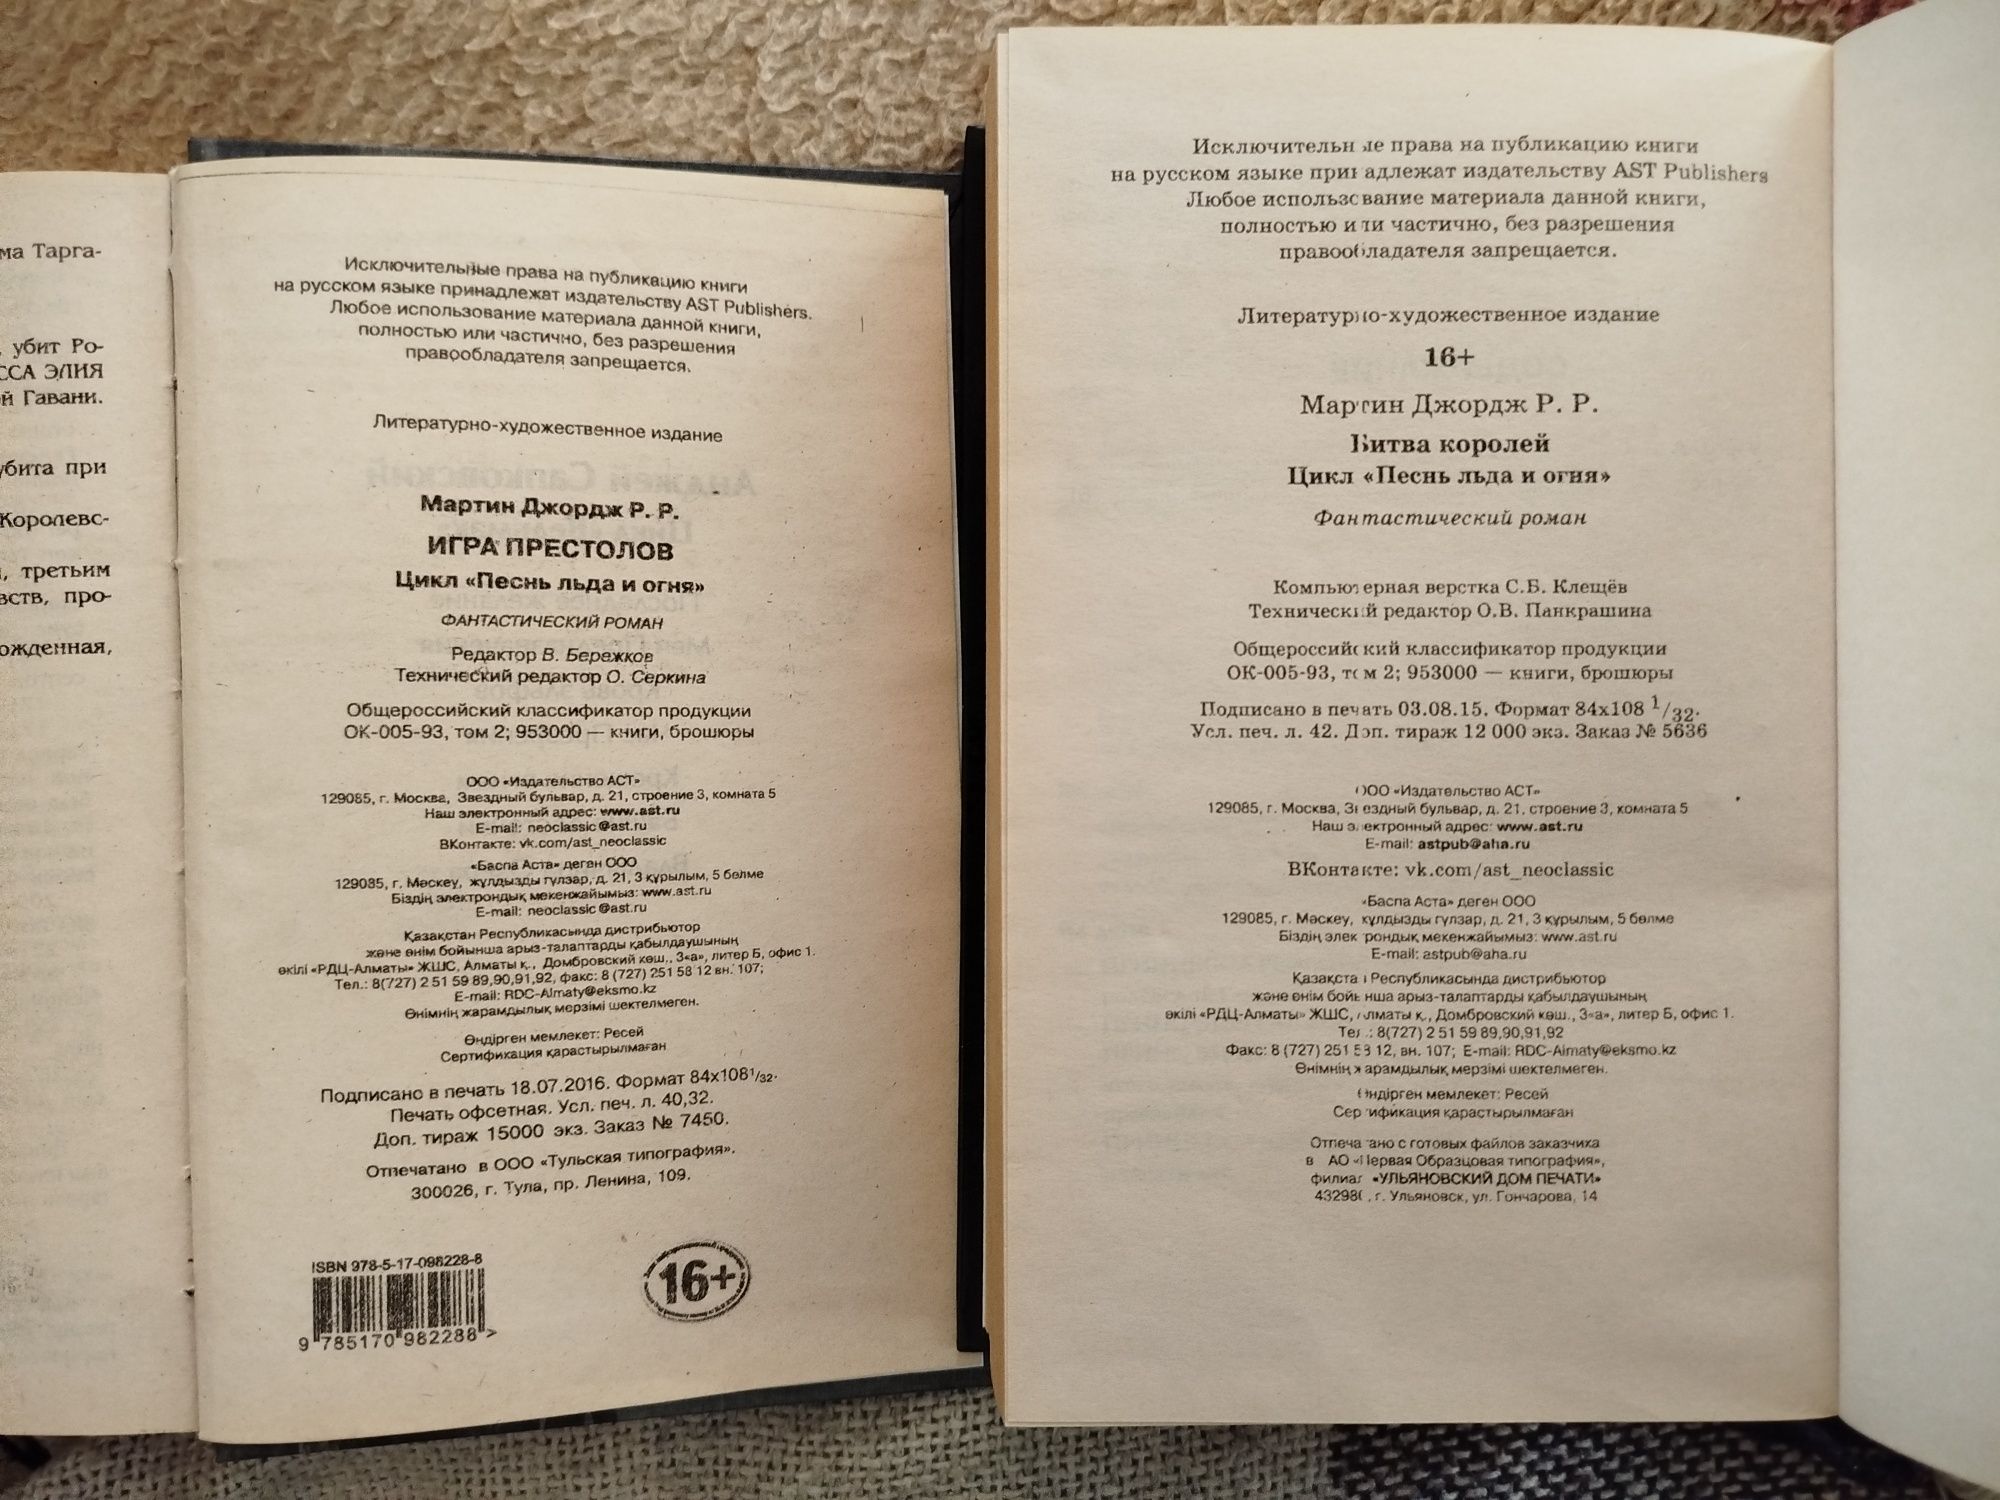 ма Тарга-
убит Ро-
ССА ЭЛИЯ
й Гавани.
убита при
Королевс-
, третьим
вств, про-
ожденная,
Исключительные права на публикацию книги
на русском языке принадлежат издательству AST Publishers.
Любое использование материала данной книги,
полностью или частично, без разрешения
правообладателя запрещается.
Литературно-художественное издание
Мартин Джордж Р. Р.
ИГРА ПРЕСТОЛОВ
Цикл «Песнь льда и огня»
ФАНТАСТИЧЕСКИЙ РОМАН
Редактор В. Бережков
Технический редактор О. Серкина
Общероссийский классификатор продукции
ОК-005-93, том 2; 953000 — книги, брошюры
ООО «Издательство АСТ»
129085, г. Москва, Звездный бульвар, д. 21, строение 3, комната 5
Наш электронный адрес: www.ast.ru
E-mail: neoclassic@ast.ru
ВКонтакте: vk.com/ast_neoclassic
«Баспа Аста» деген ООО
129085, г. Мәскеу, жұлдызды гүлзар, д. 21, 3 құрылым, 5 бөлме
Біздің электрондық мекенжайымыз: www.ast.ru
E-mail: neoclassic@ast.ru
Қазақстан Республикасында дистрибьютор
және өнім бойынша арыз-талаптарды қабылдаушының
өкілі «РДЦ-Алматы» ЖШС, Алматы қ., Домбровский көш., 3«а», литер Б, офис 1.
Тел.: 8(727) 2 51 59 89,90,91,92, факс: 8 (727) 251 58 12 вн. 107;
E-mail: RDC-Almaty@eksmo.kz
Өнімнің жарамдылық мерзімі шектелмеген.
Өндірген мемлекет: Ресей
Сертификация қарастырылмаған
Подписано в печать 18.07.2016. Формат 84x108 1/32.
Печать офсетная. Усл. печ. л. 40,32.
Доп. тираж 15000 экз. Заказ № 7450.
Отпечатано в ООО «Тульская типография».
300026, г. Тула, пр. Ленина, 109.
ISBN 978-5-17-098228-8
9 785170 982288 >
16+
Исключительные права на публикацию книги
на русском языке принадлежат издательству AST Publishers
Любое использование материала данной книги,
полностью или частично, без разрешения
правообладателя запрещается.
Литературно-художественное издание
16+
Мартин Джордж Р. Р.
Битва королей
Цикл «Песнь льда и огня»
Фантастический роман
Компьютерная верстка С.Б. Клещёв
Технический редактор О.В. Панкрашина
Общероссийский классификатор продукции
ОК-005-93, том 2; 953000 — книги, брошюры
Подписано в печать 03.08.15. Формат 84x108 1/32.
Усл. печ. л. 42. Доп. тираж 12 000 экз. Заказ № 5636
ООО «Издательство АСТ»
129085, г. Москва, Звездный бульвар, д. 21, строение 3, комната 5
Наш электронный адрес: www.ast.ru
E-mail: astpub@aha.ru
ВКонтакте: vk.com/ast_neoclassic
«Баспа Аста» деген ООО
129085, г. Мәскеу, жұлдызды гүлзар, д. 21, 3 құрылым, 5 бөлме
Біздің электрондық мекенжайымыз: www.ast.ru
E-mail: astpub@aha.ru
Қазақстан Республикасында дистрибьютор
және өнім бойынша арыз-талаптарды қабылдаушының
өкілі «РДЦ-Алматы» ЖШС, Алматы қ., Домбровский көш., 3«а», литер Б, офис 1.
Тел.: 8(727) 2 51 59 89,90,91,92
Факс: 8 (727) 251 58 12, вн. 107; E-mail: RDC-Almaty@eksmo.kz
Өнімнің жарамдылық мерзімі шектелмеген.
Өндірген мемлекет: Ресей
Сертификация қарастырылмаған
Отпечатано с готовых файлов заказчика
в АО «Первая Образцовая типография»,
филиал «УЛЬЯНОВСКИЙ ДОМ ПЕЧАТИ»
432980, г. Ульяновск, ул. Гончарова, 14